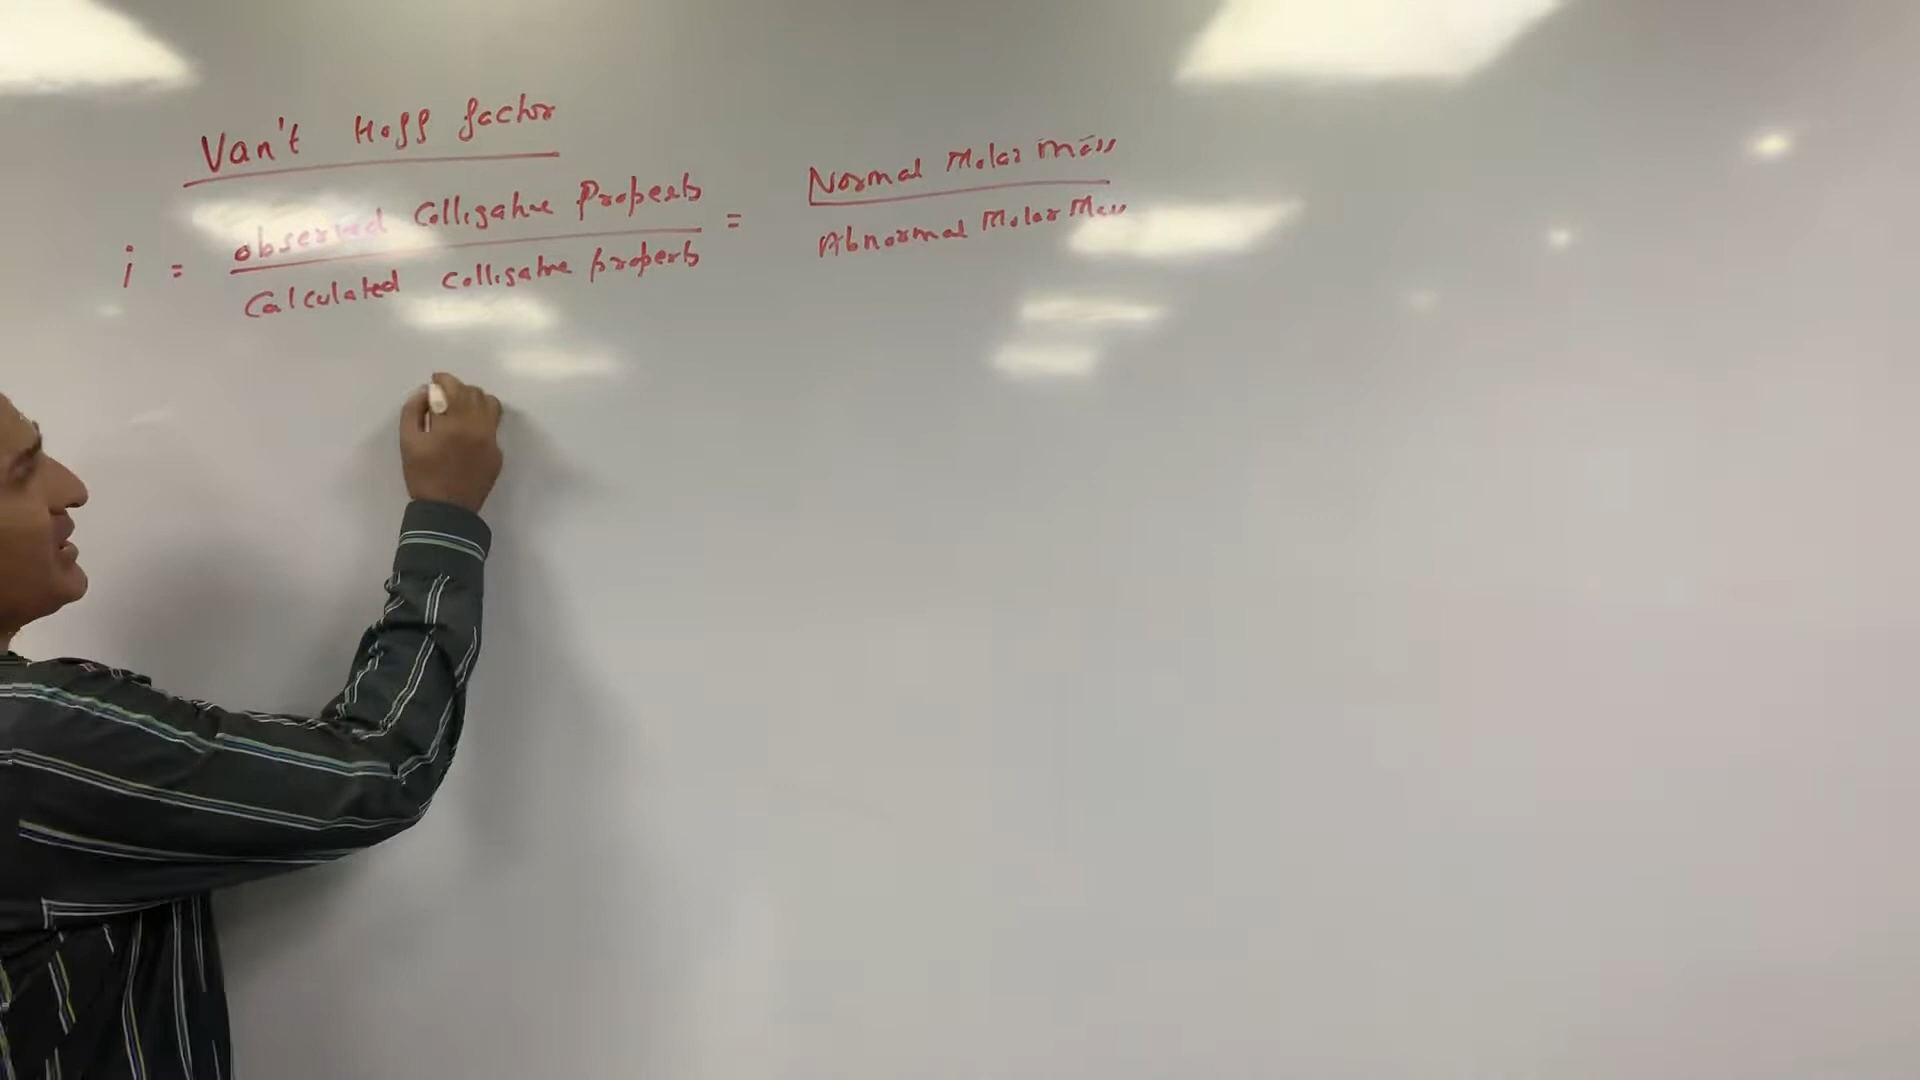 Van't Hoff factor
i = observed Colligative Property / Calculated colligative property = Normal Molar mass / Abnormal Molar Mass